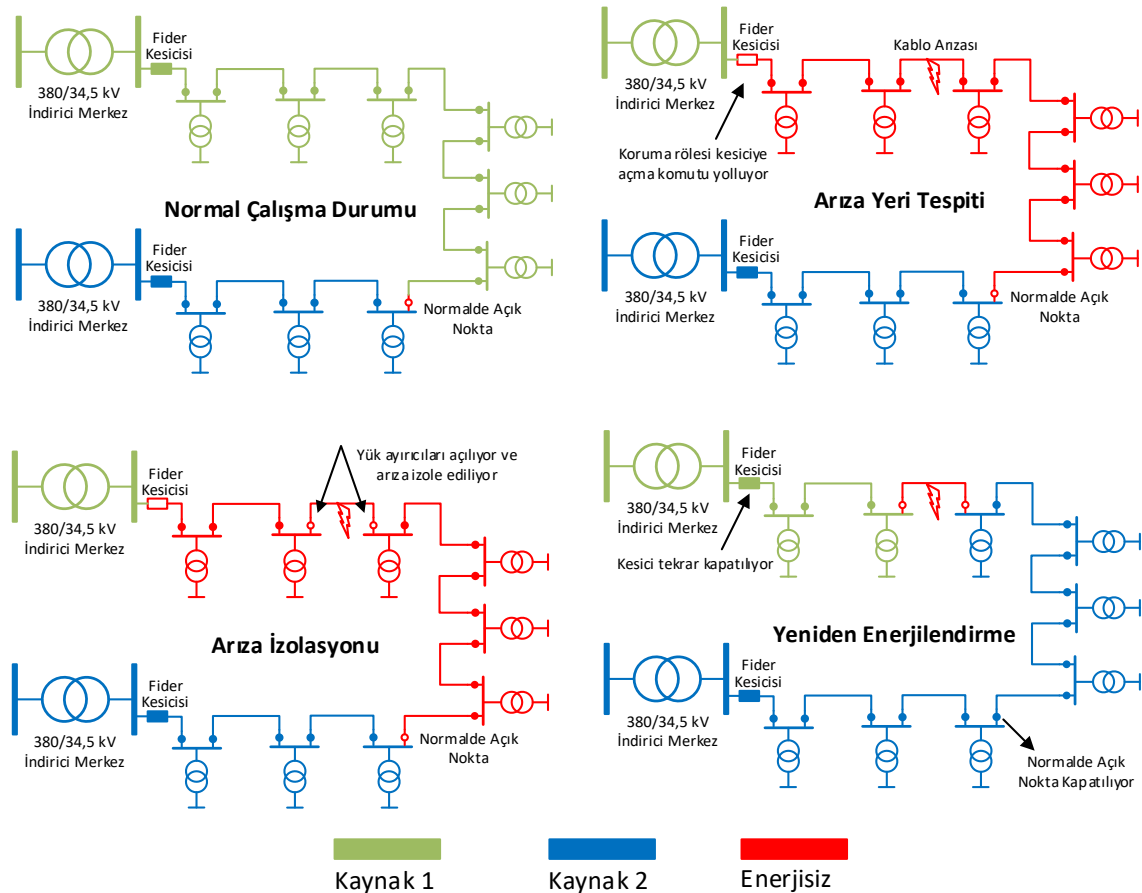 Fider
Kesicisi
380/34,5 kV
İndirici Merkez
Normal Çalışma Durumu
Fider
Kesicisi
380/34,5 kV
İndirici Merkez
Normalde Açık
Nokta
Fider
Kesicisi
Kablo Arızası
380/34,5 kV
İndirici Merkez
Koruma rölesi kesiciye
açma komutu yolluyor
Arıza Yeri Tespiti
Fider
Kesicisi
380/34,5 kV
İndirici Merkez
Normalde Açık
Nokta
Yük ayırıcıları açılıyor ve
arıza izole ediliyor
Fider
Kesicisi
380/34,5 kV
İndirici Merkez
Arıza İzolasyonu
Fider
Kesicisi
380/34,5 kV
İndirici Merkez
Normalde Açık
Nokta
Fider
Kesicisi
380/34,5 kV
İndirici Merkez
Kesici tekrar kapatılıyor
Yeniden Enerjilendirme
Fider
Kesicisi
380/34,5 kV
İndirici Merkez
Normalde Açık
Nokta Kapatılıyor
Kaynak 1
Kaynak 2
Enerjisiz